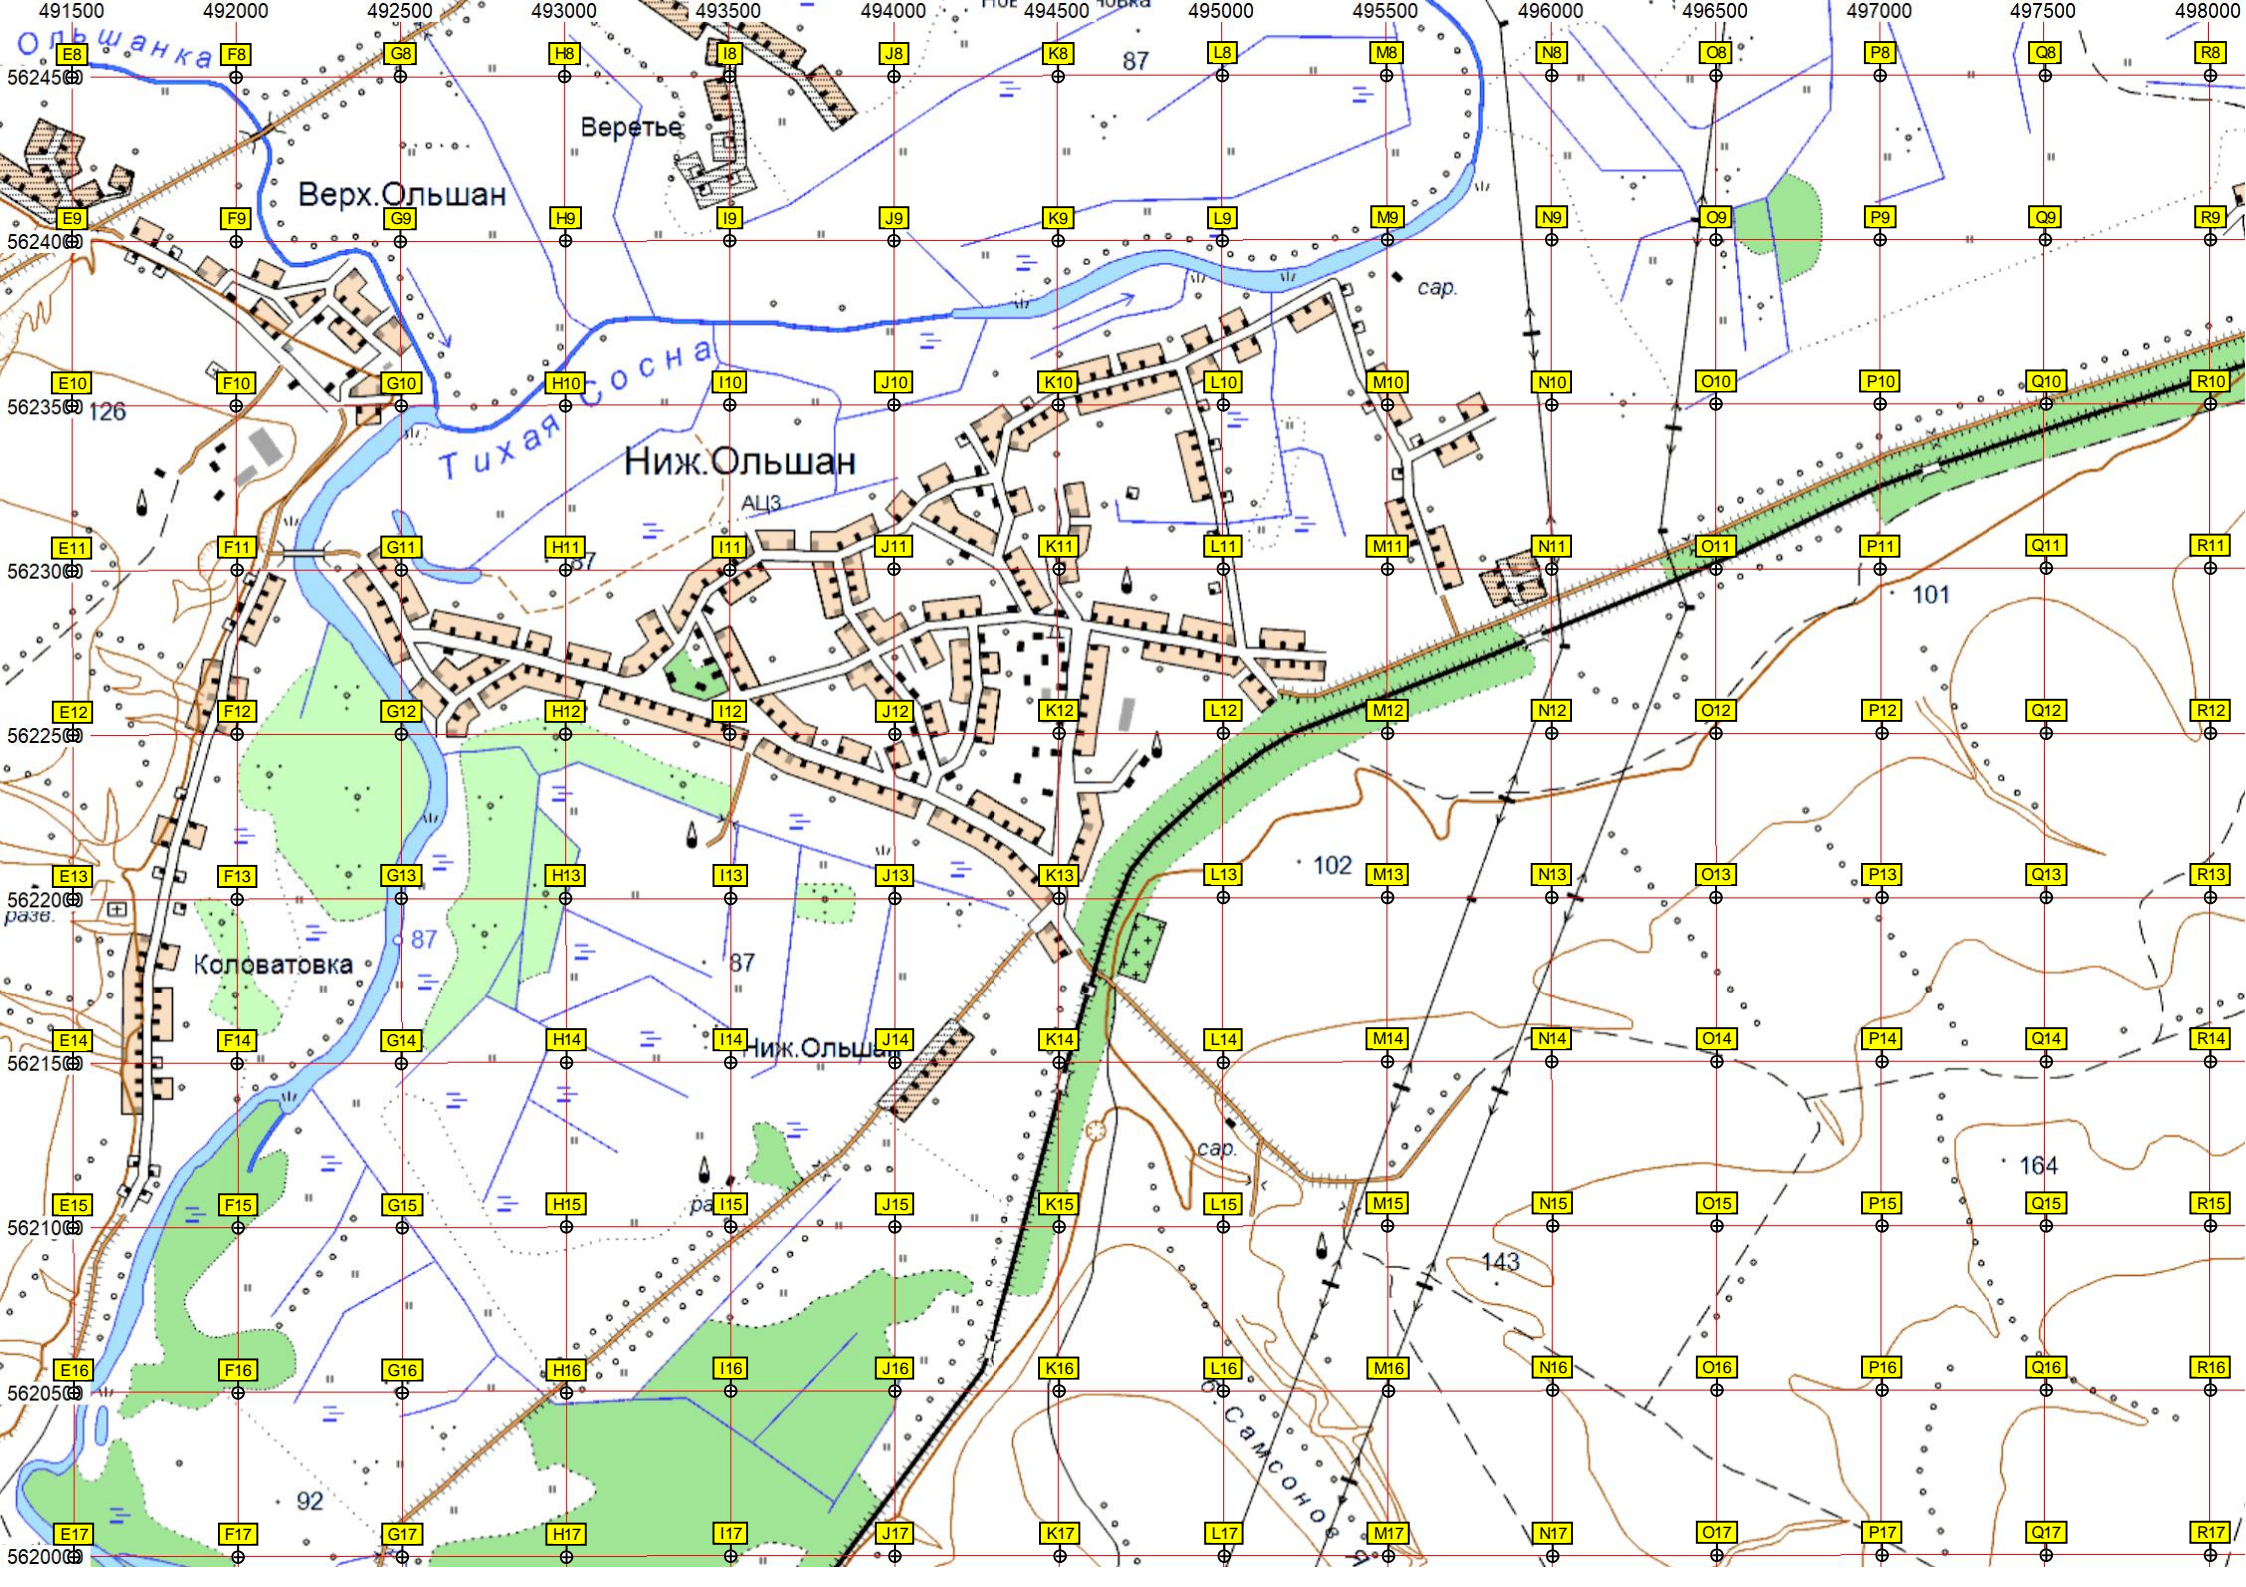 491500 492000 492500 493000 493500 494000 494500 495000 495500 496000 496500 497000 497500 498000
Ольшанка
87
E8 F8 G8 H8 I8 J8 K8 L8 M8 N8 O8 P8 Q8 R8
5624500
Веретье
Верх.Ольшан
E9 F9 G9 H9 I9 J9 K9 L9 M9 N9 O9 P9 Q9 R9
5624000
сар.
Тихая Сосна
E10 F10 G10 H10 I10 J10 K10 L10 M10 N10 O10 P10 Q10 R10
5623500
126
Ниж.Ольшан
АЦЗ
E11 F11 G11 H11 I11 J11 K11 L11 M11 N11 O11 P11 Q11 R11
5623000
87
101
E12 F12 G12 H12 I12 J12 K12 L12 M12 N12 O12 P12 Q12 R12
5622500
102
E13 F13 G13 H13 I13 J13 K13 L13 M13 N13 O13 P13 Q13 R13
5622000
разв.
87
Коловатовка
87
E14 F14 G14 H14 I14 J14 K14 L14 M14 N14 O14 P14 Q14 R14
Ниж.Ольшан
5621500
сар.
164
E15 F15 G15 H15 I15 J15 K15 L15 M15 N15 O15 P15 Q15 R15
5621000
143
E16 F16 G16 H16 I16 J16 K16 L16 M16 N16 O16 P16 Q16 R16
5620500
92
E17 F17 G17 H17 I17 J17 K17 L17 M17 N17 O17 P17 Q17 R17
5620000